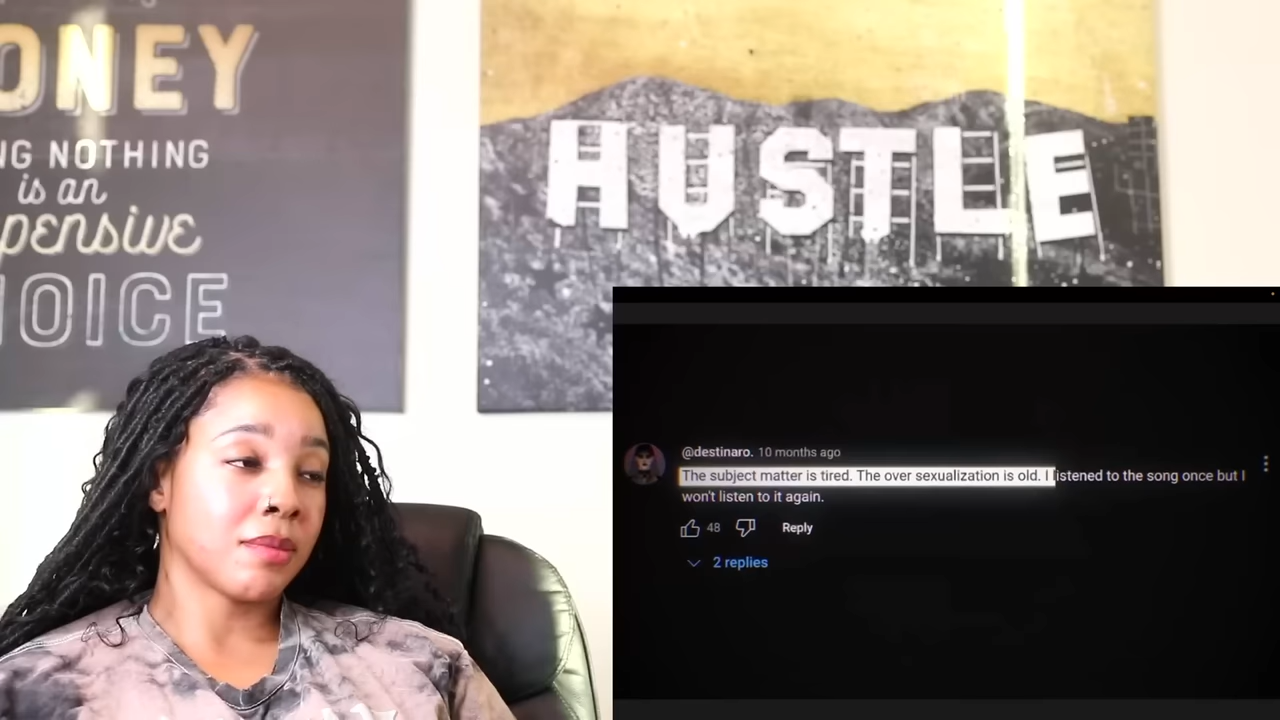 ONEY
NG NOTHING
is an
pensive
HOICE
HUSTLE
@destinaro. 10 months ago
The subject matter is tired. The over sexualization is old. I listened to the song once but I
won't listen to it again.
48
Reply
2 replies